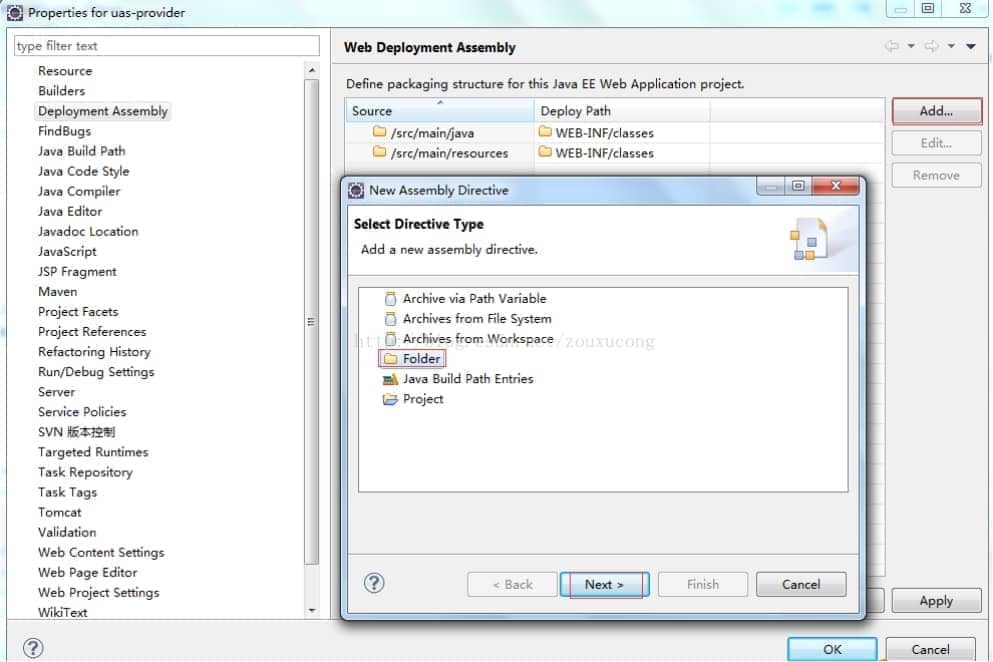 Properties for uas-provider
type filter text
Resource
Builders
Deployment Assembly
FindBugs
Java Build Path
Java Code Style
Java Compiler
Java Editor
Javadoc Location
JavaScript
JSP Fragment
Maven
Project Facets
Project References
Refactoring History
Run/Debug Settings
Server
Service Policies
SVN 版本控制
Targeted Runtimes
Task Repository
Task Tags
Tomcat
Validation
Web Content Settings
Web Page Editor
Web Project Settings
WikiText
Web Deployment Assembly
Define packaging structure for this Java EE Web Application project.
Source Deploy Path
/src/main/java WEB-INF/classes
/src/main/resources WEB-INF/classes
Add...
Edit...
Remove
New Assembly Directive
Select Directive Type
Add a new assembly directive.
Archive via Path Variable
Archives from File System
Archives from Workspace
Folder
Java Build Path Entries
Project
< Back Next > Finish Cancel
Apply
OK Cancel